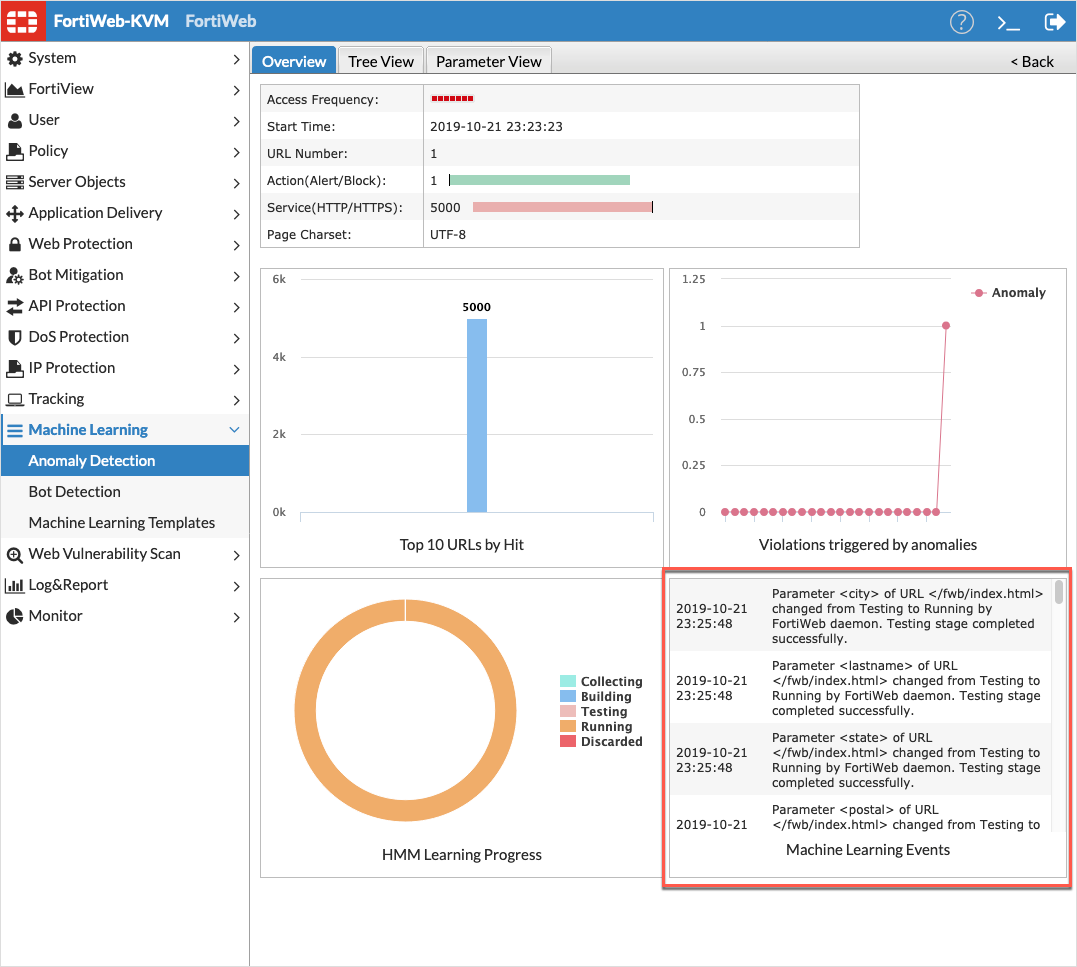 FortiWeb-KVM FortiWeb
?
>_
System
FortiView
User
Policy
Server Objects
Application Delivery
Web Protection
Bot Mitigation
API Protection
DoS Protection
IP Protection
Tracking
Machine Learning
Anomaly Detection
Bot Detection
Machine Learning Templates
Web Vulnerability Scan
Log&Report
Monitor
Overview Tree View Parameter View < Back
Access Frequency:
Start Time: 2019-10-21 23:23:23
URL Number: 1
Action(Alert/Block): 1
Service(HTTP/HTTPS): 5000
Page Charset: UTF-8
6k
4k
2k
0k
5000
Top 10 URLs by Hit
1.25
1
0.75
0.5
0.25
0
Anomaly
Violations triggered by anomalies
Collecting
Building
Testing
Running
Discarded
HMM Learning Progress
2019-10-21
23:25:48
Parameter <city> of URL </fwb/index.html>
changed from Testing to Running by
FortiWeb daemon. Testing stage completed
successfully.
2019-10-21
23:25:48
Parameter <lastname> of URL
</fwb/index.html> changed from Testing to
Running by FortiWeb daemon. Testing stage
completed successfully.
2019-10-21
23:25:48
Parameter <state> of URL
</fwb/index.html> changed from Testing to
Running by FortiWeb daemon. Testing stage
completed successfully.
2019-10-21
Parameter <postal> of URL
</fwb/index.html> changed from Testing to
Machine Learning Events